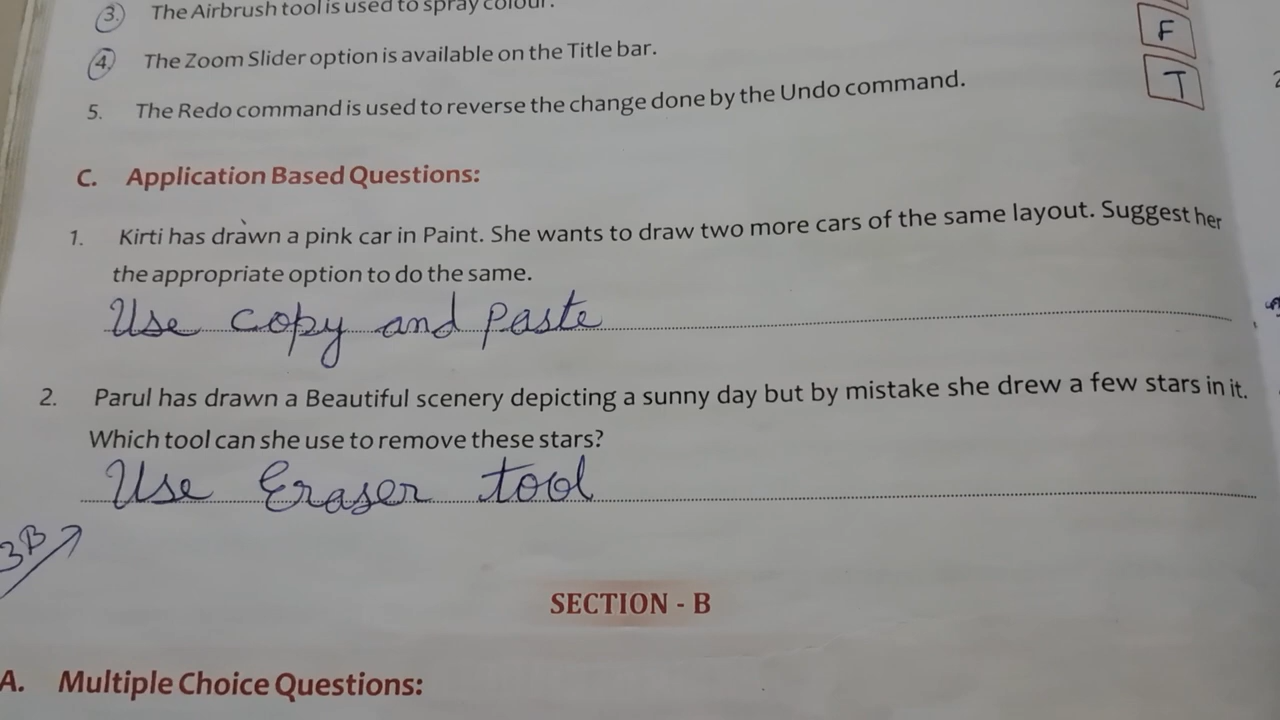 3. The Airbrush tool is used to spray colour.
4. The Zoom Slider option is available on the Title bar. F
5. The Redo command is used to reverse the change done by the Undo command. T
C. Application Based Questions:
1. Kirti has drawn a pink car in Paint. She wants to draw two more cars of the same layout. Suggest her
the appropriate option to do the same.
Use copy and paste
2. Parul has drawn a Beautiful scenery depicting a sunny day but by mistake she drew a few stars in it.
Which tool can she use to remove these stars?
Use Eraser tool
3B
SECTION - B
A. Multiple Choice Questions: